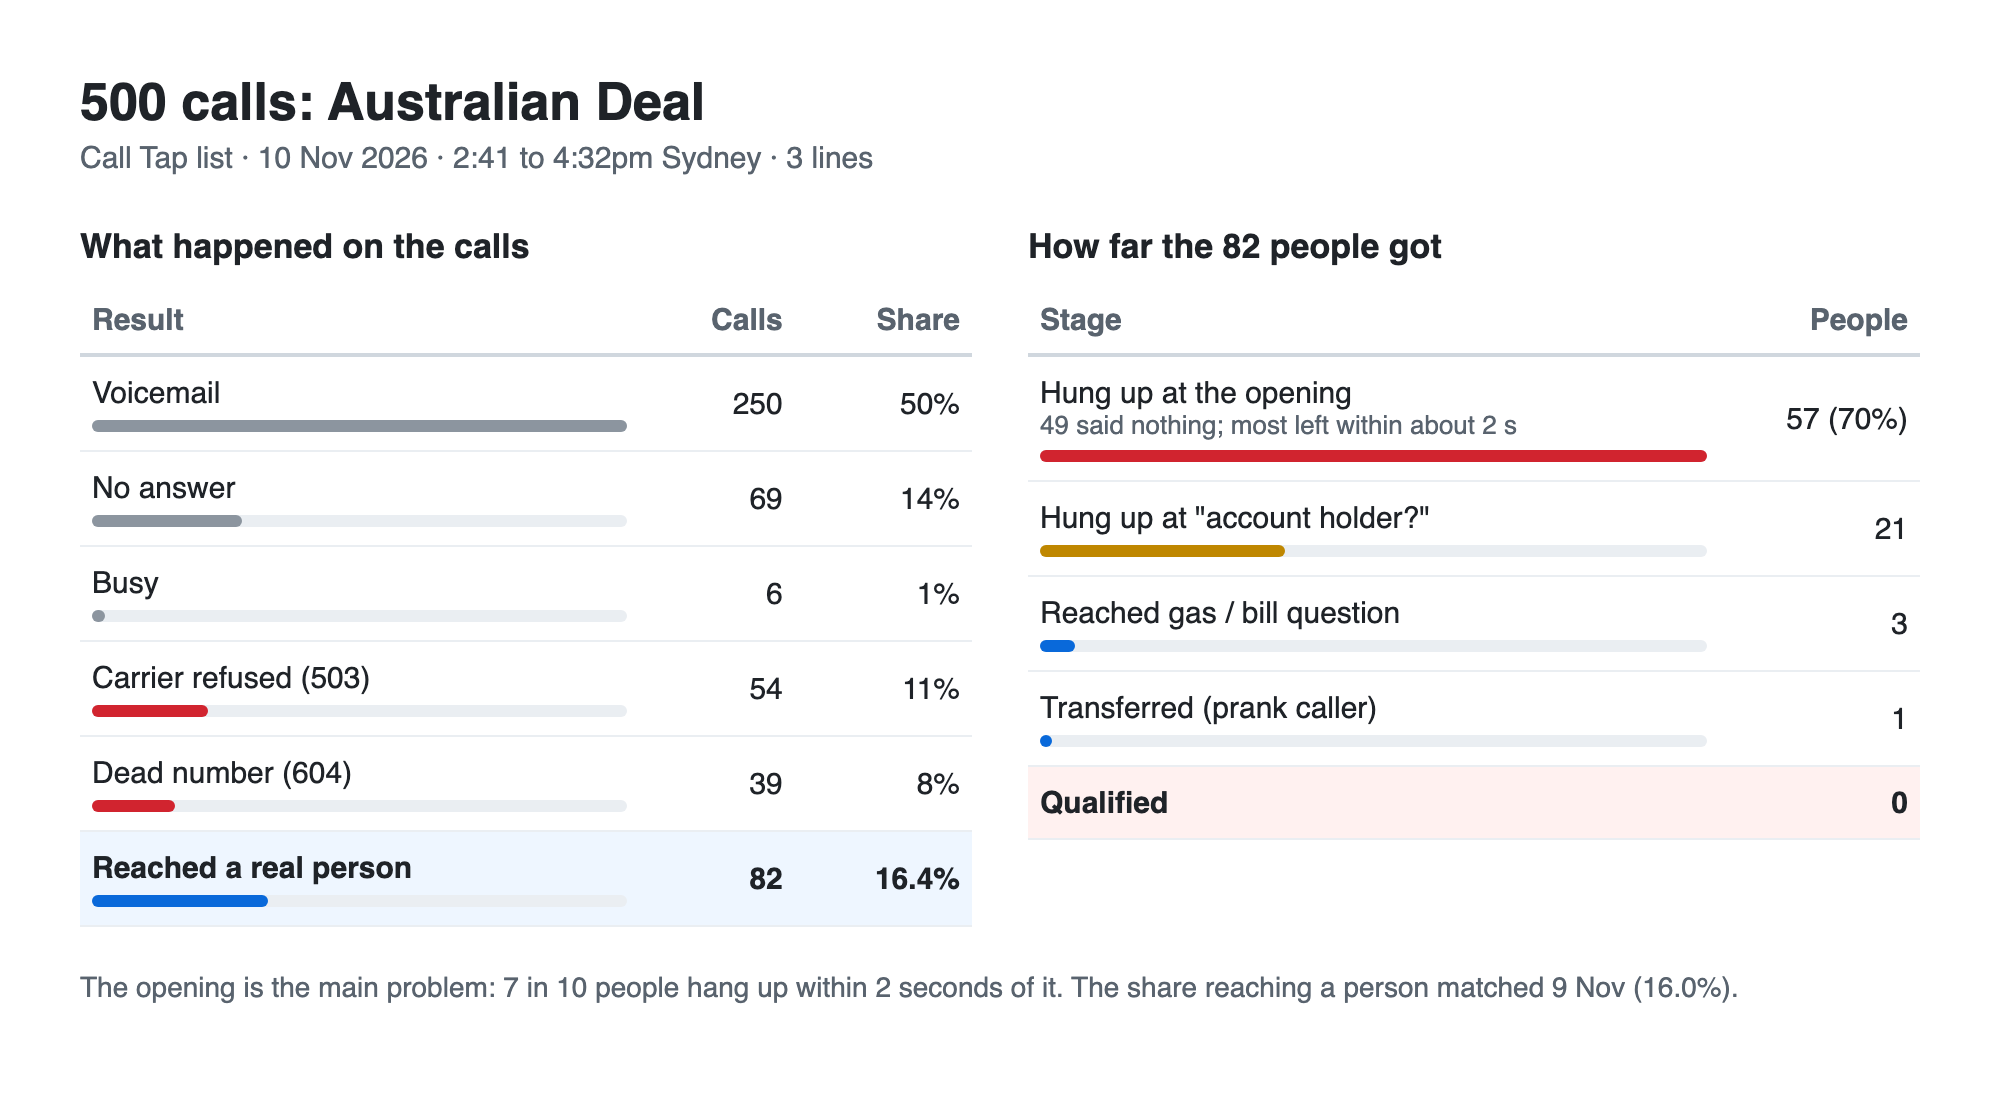 500 calls: Australian Deal
Call Tap list · 10 Nov 2026 · 2:41 to 4:32pm Sydney · 3 lines
What happened on the calls
Result Calls Share
Voicemail 250 50%
No answer 69 14%
Busy 6 1%
Carrier refused (503) 54 11%
Dead number (604) 39 8%
Reached a real person 82 16.4%
How far the 82 people got
Stage People
Hung up at the opening 57 (70%)
49 said nothing; most left within about 2 s
Hung up at "account holder?" 21
Reached gas / bill question 3
Transferred (prank caller) 1
Qualified 0
The opening is the main problem: 7 in 10 people hang up within 2 seconds of it. The share reaching a person matched 9 Nov (16.0%).